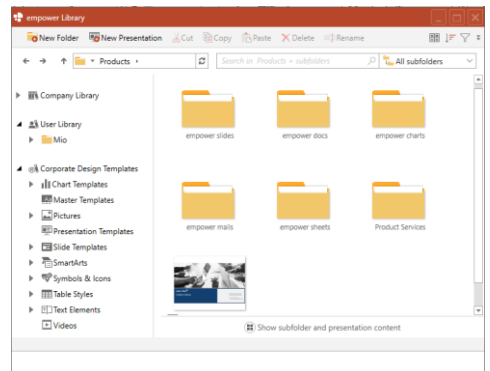 empower Library
New Folder New Presentation Cut Copy Paste Delete Rename
Products
Search in Products + subfolders
All subfolders
Company Library
User Library
Mio
Corporate Design Templates
Chart Templates
Master Templates
Pictures
Presentation Templates
Slide Templates
SmartArts
Symbols & Icons
Table Styles
Text Elements
Videos
empower slides
empower docs
empower charts
empower mails
empower sheets
Product Services
Show subfolder and presentation content